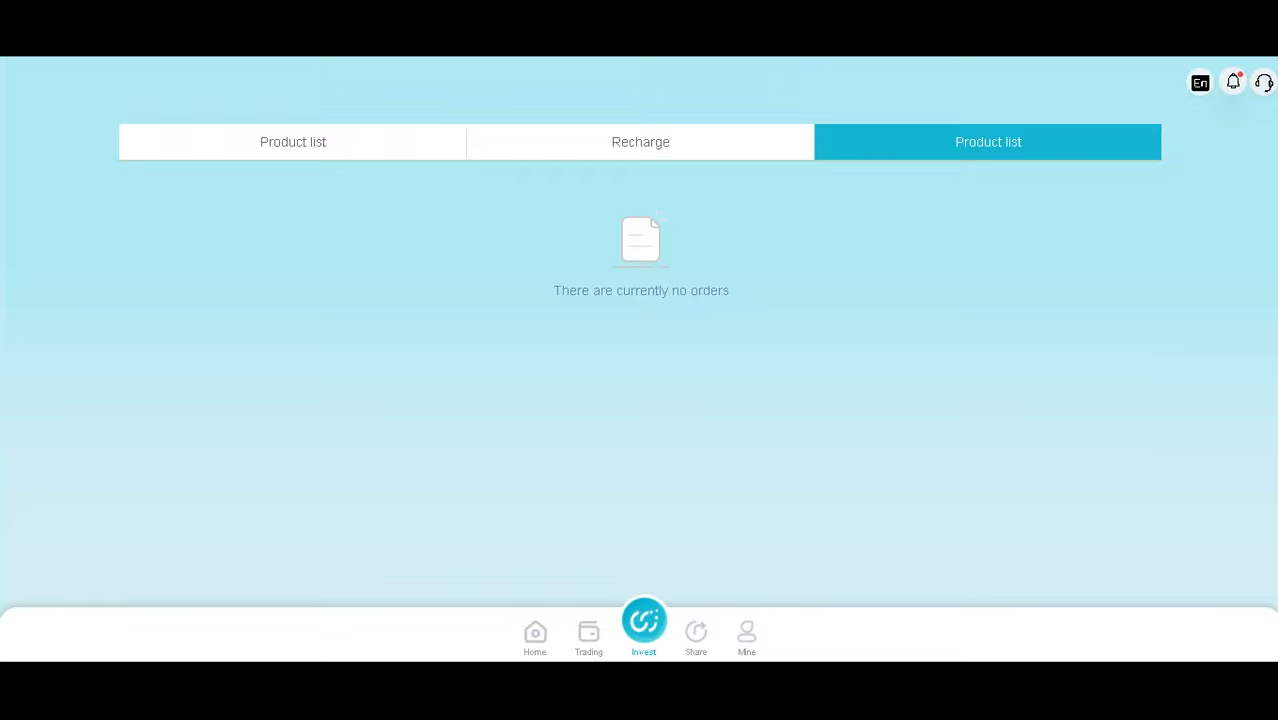 En
Product list
Recharge
Product list
There are currently no orders
Home
Trading
Invest
Share
Mine